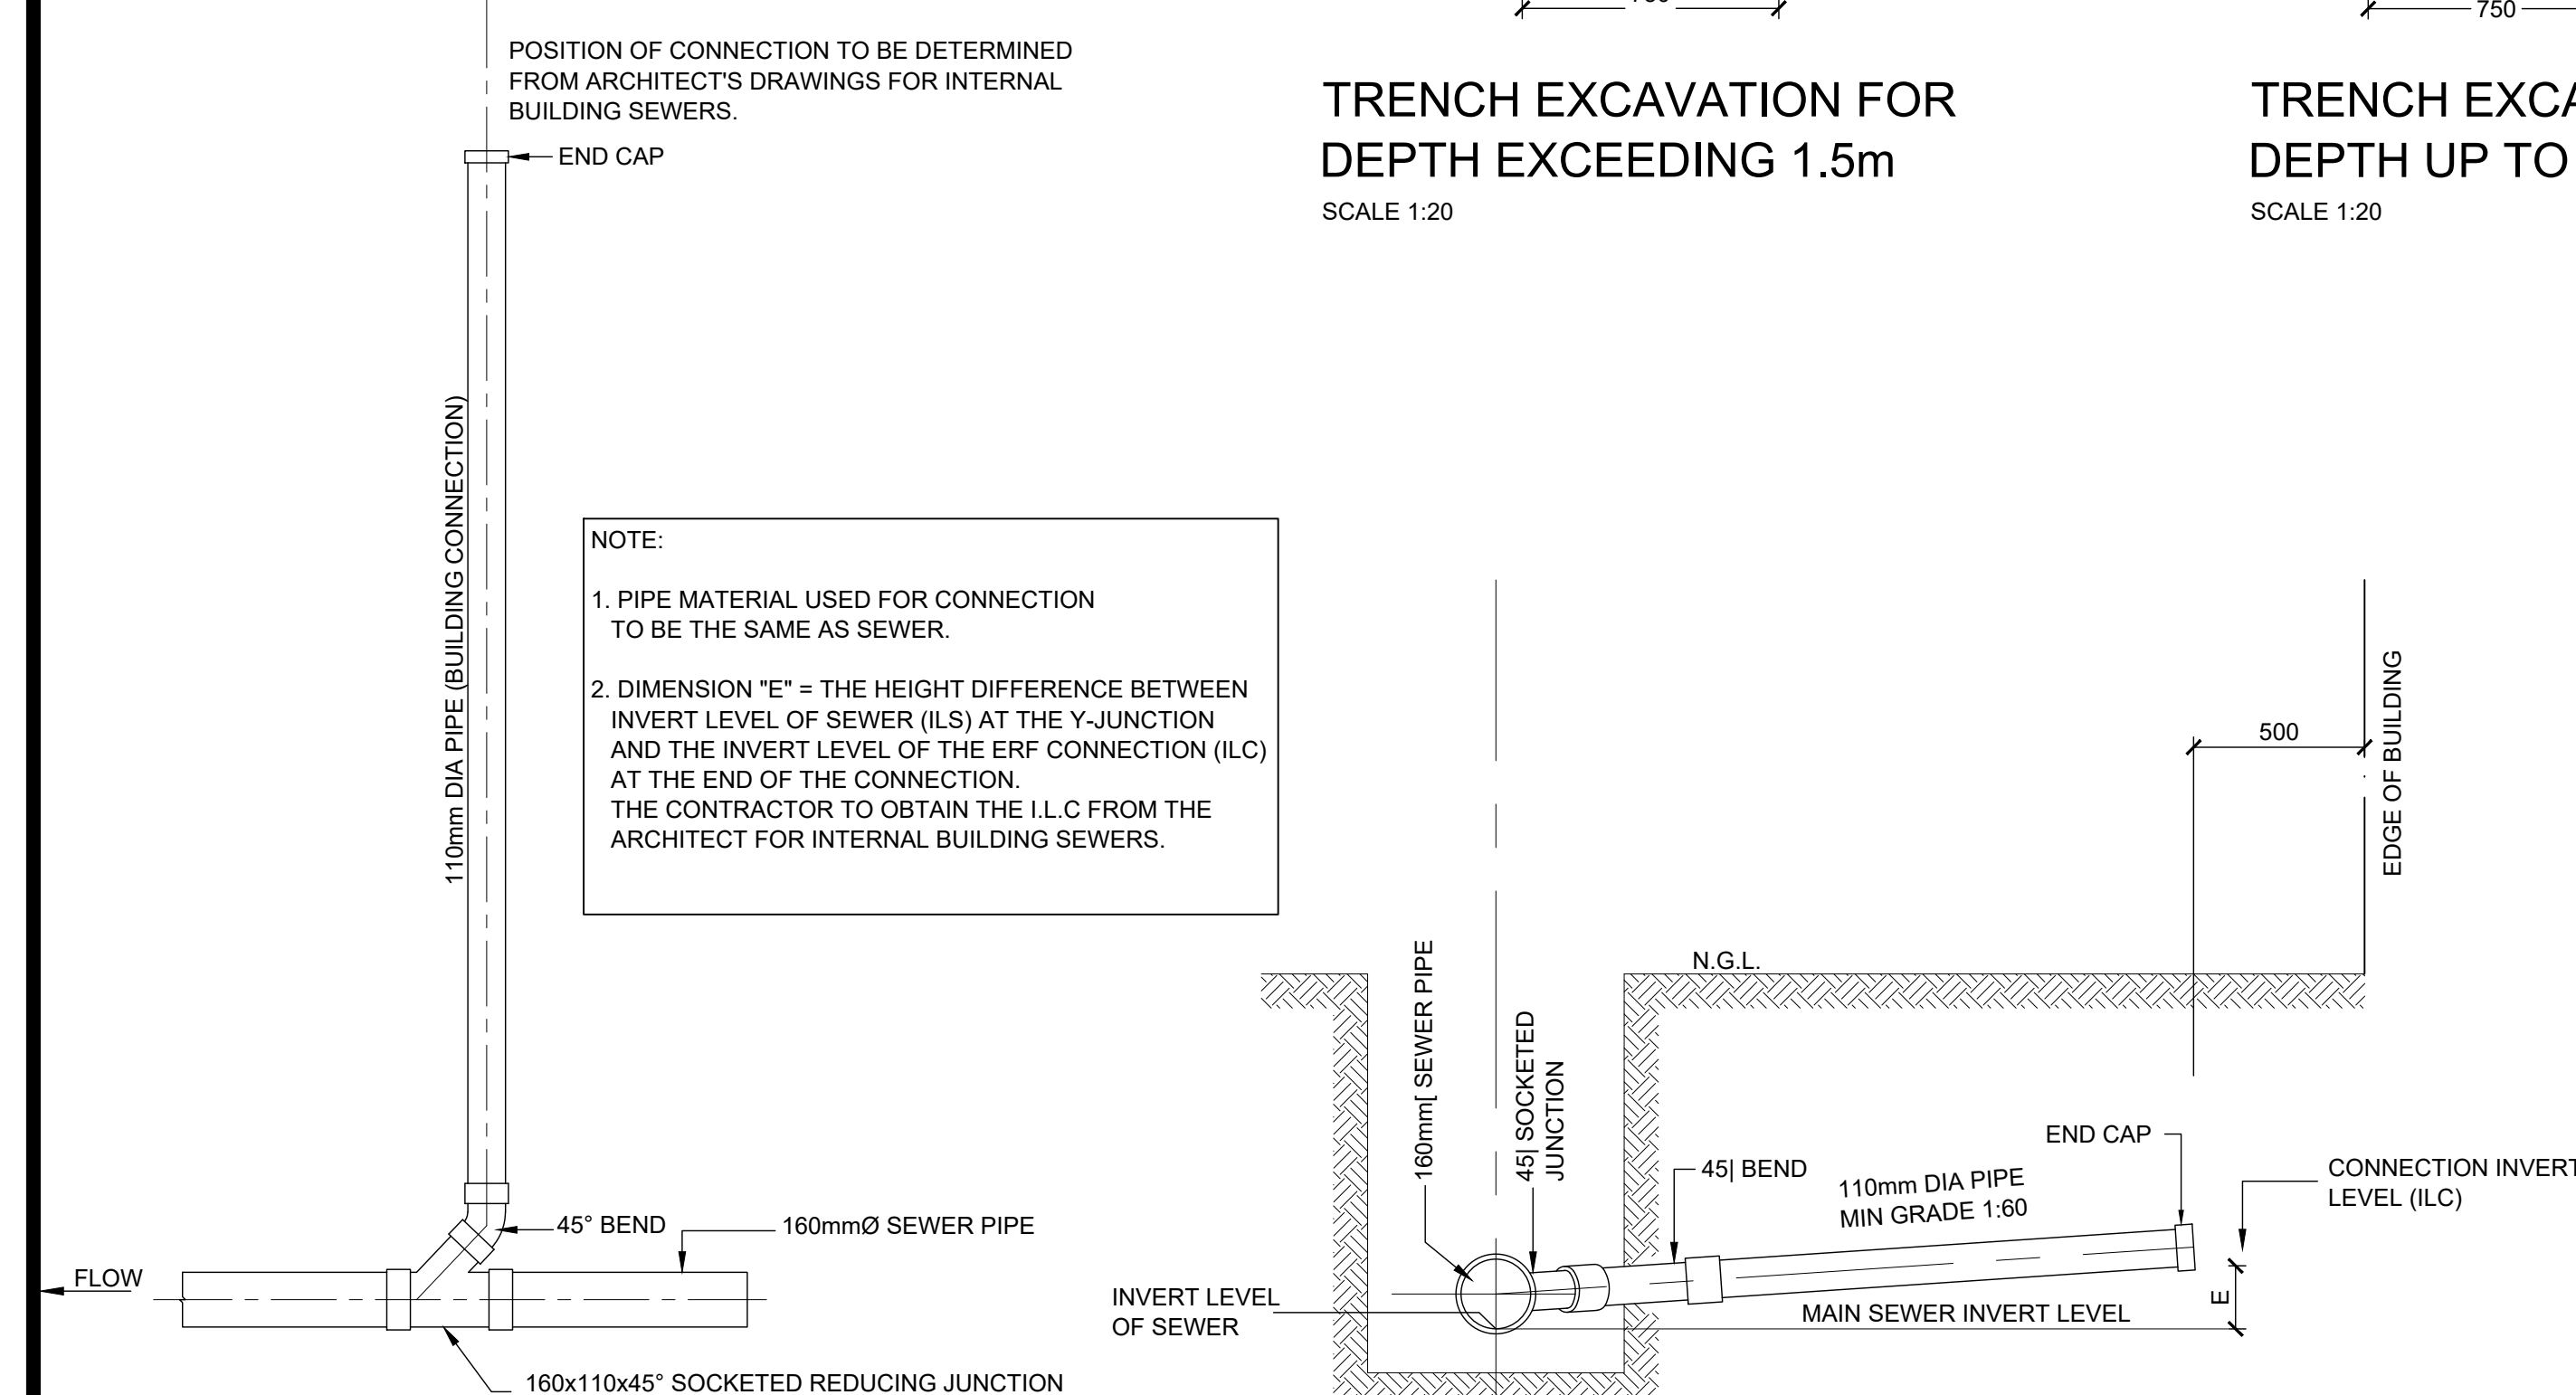 750
POSITION OF CONNECTION TO BE DETERMINED
FROM ARCHITECT'S DRAWINGS FOR INTERNAL
BUILDING SEWERS.
END CAP
TRENCH EXCAVATION FOR
DEPTH EXCEEDING 1.5m
SCALE 1:20
TRENCH EXCA
DEPTH UP TO
SCALE 1:20
110mm DIA PIPE (BUILDING CONNECTION)
NOTE:
1. PIPE MATERIAL USED FOR CONNECTION
TO BE THE SAME AS SEWER.
2. DIMENSION "E" = THE HEIGHT DIFFERENCE BETWEEN
INVERT LEVEL OF SEWER (ILS) AT THE Y-JUNCTION
AND THE INVERT LEVEL OF THE ERF CONNECTION (ILC)
AT THE END OF THE CONNECTION.
THE CONTRACTOR TO OBTAIN THE I.L.C FROM THE
ARCHITECT FOR INTERNAL BUILDING SEWERS.
45° BEND
160mmØ SEWER PIPE
FLOW
160x110x45° SOCKETED REDUCING JUNCTION
500
EDGE OF BUILDING
N.G.L.
160mm[ SEWER PIPE
45| SOCKETED
JUNCTION
45| BEND
110mm DIA PIPE
MIN GRADE 1:60
END CAP
CONNECTION INVERT
LEVEL (ILC)
INVERT LEVEL
OF SEWER
MAIN SEWER INVERT LEVEL
E